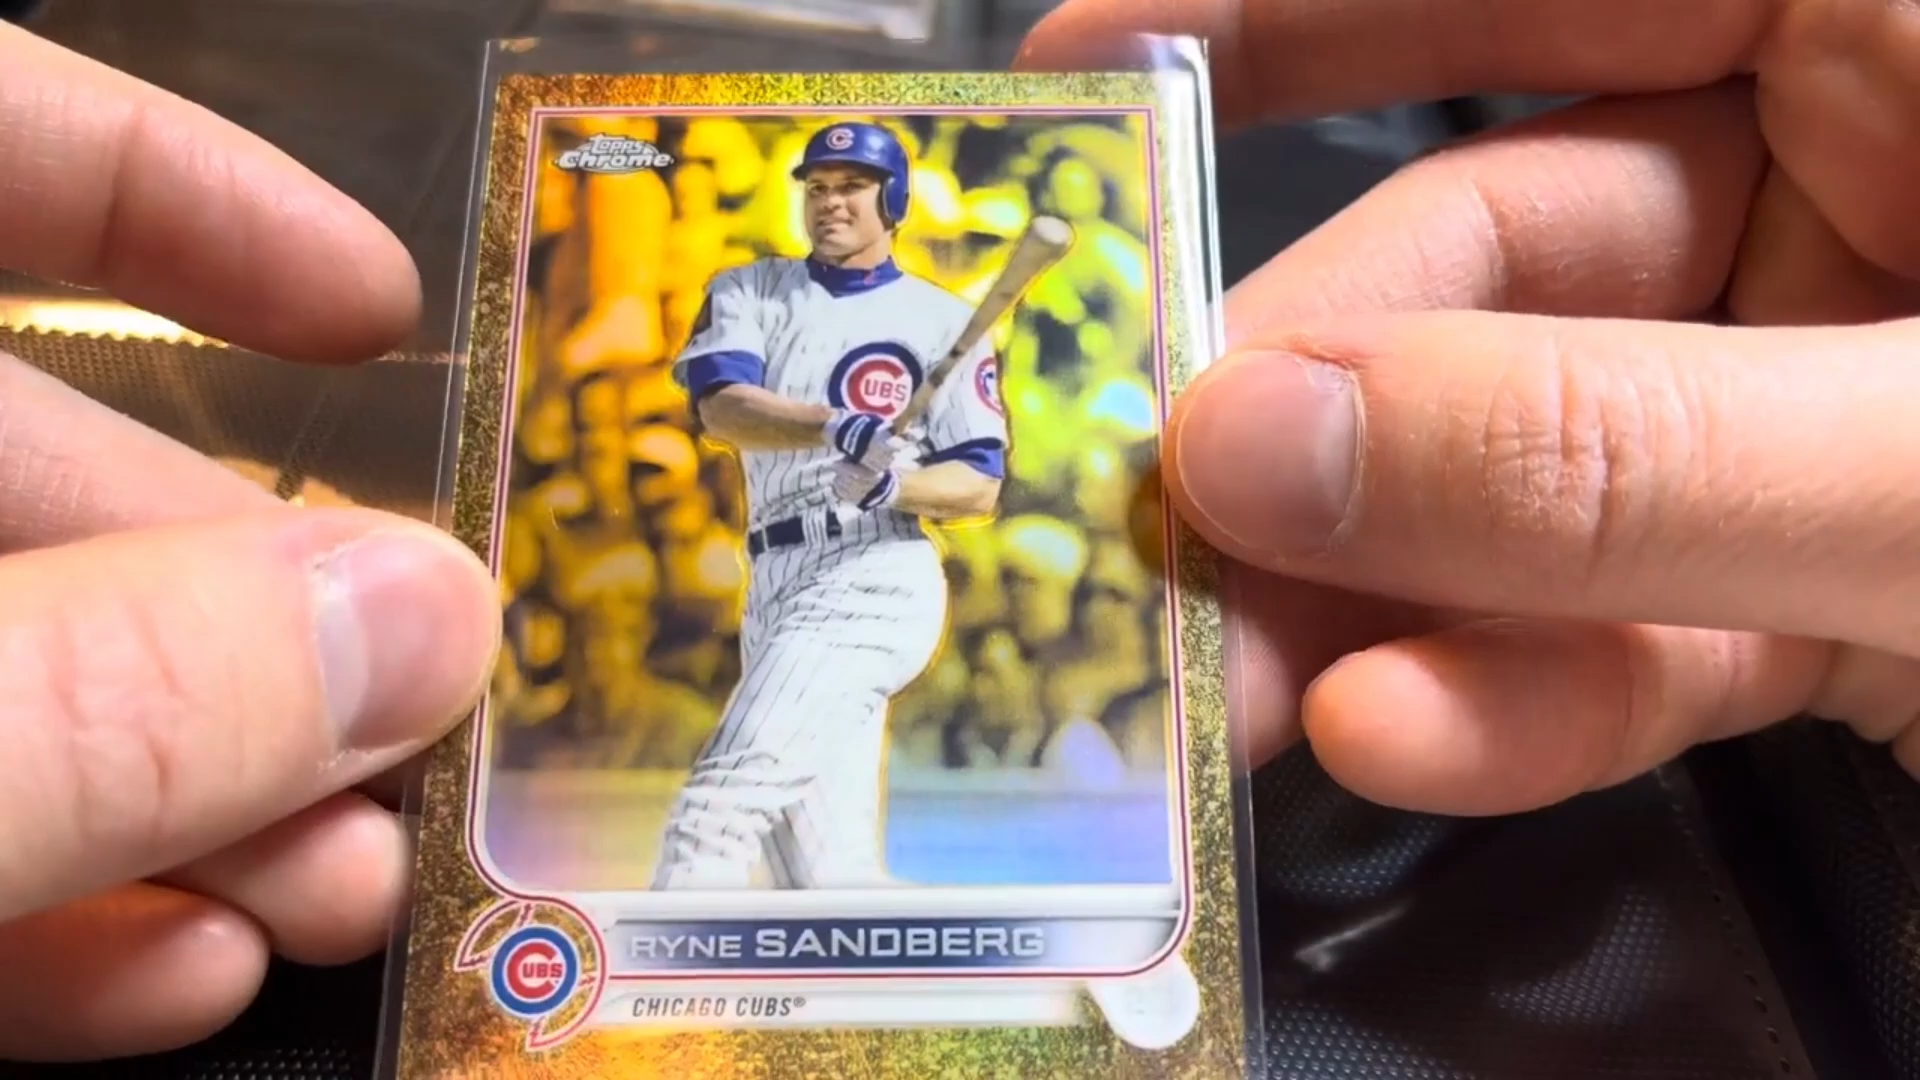 Topps
Chrome
C
CUBS
RYNE SANDBERG
CUBS
CHICAGO CUBS®